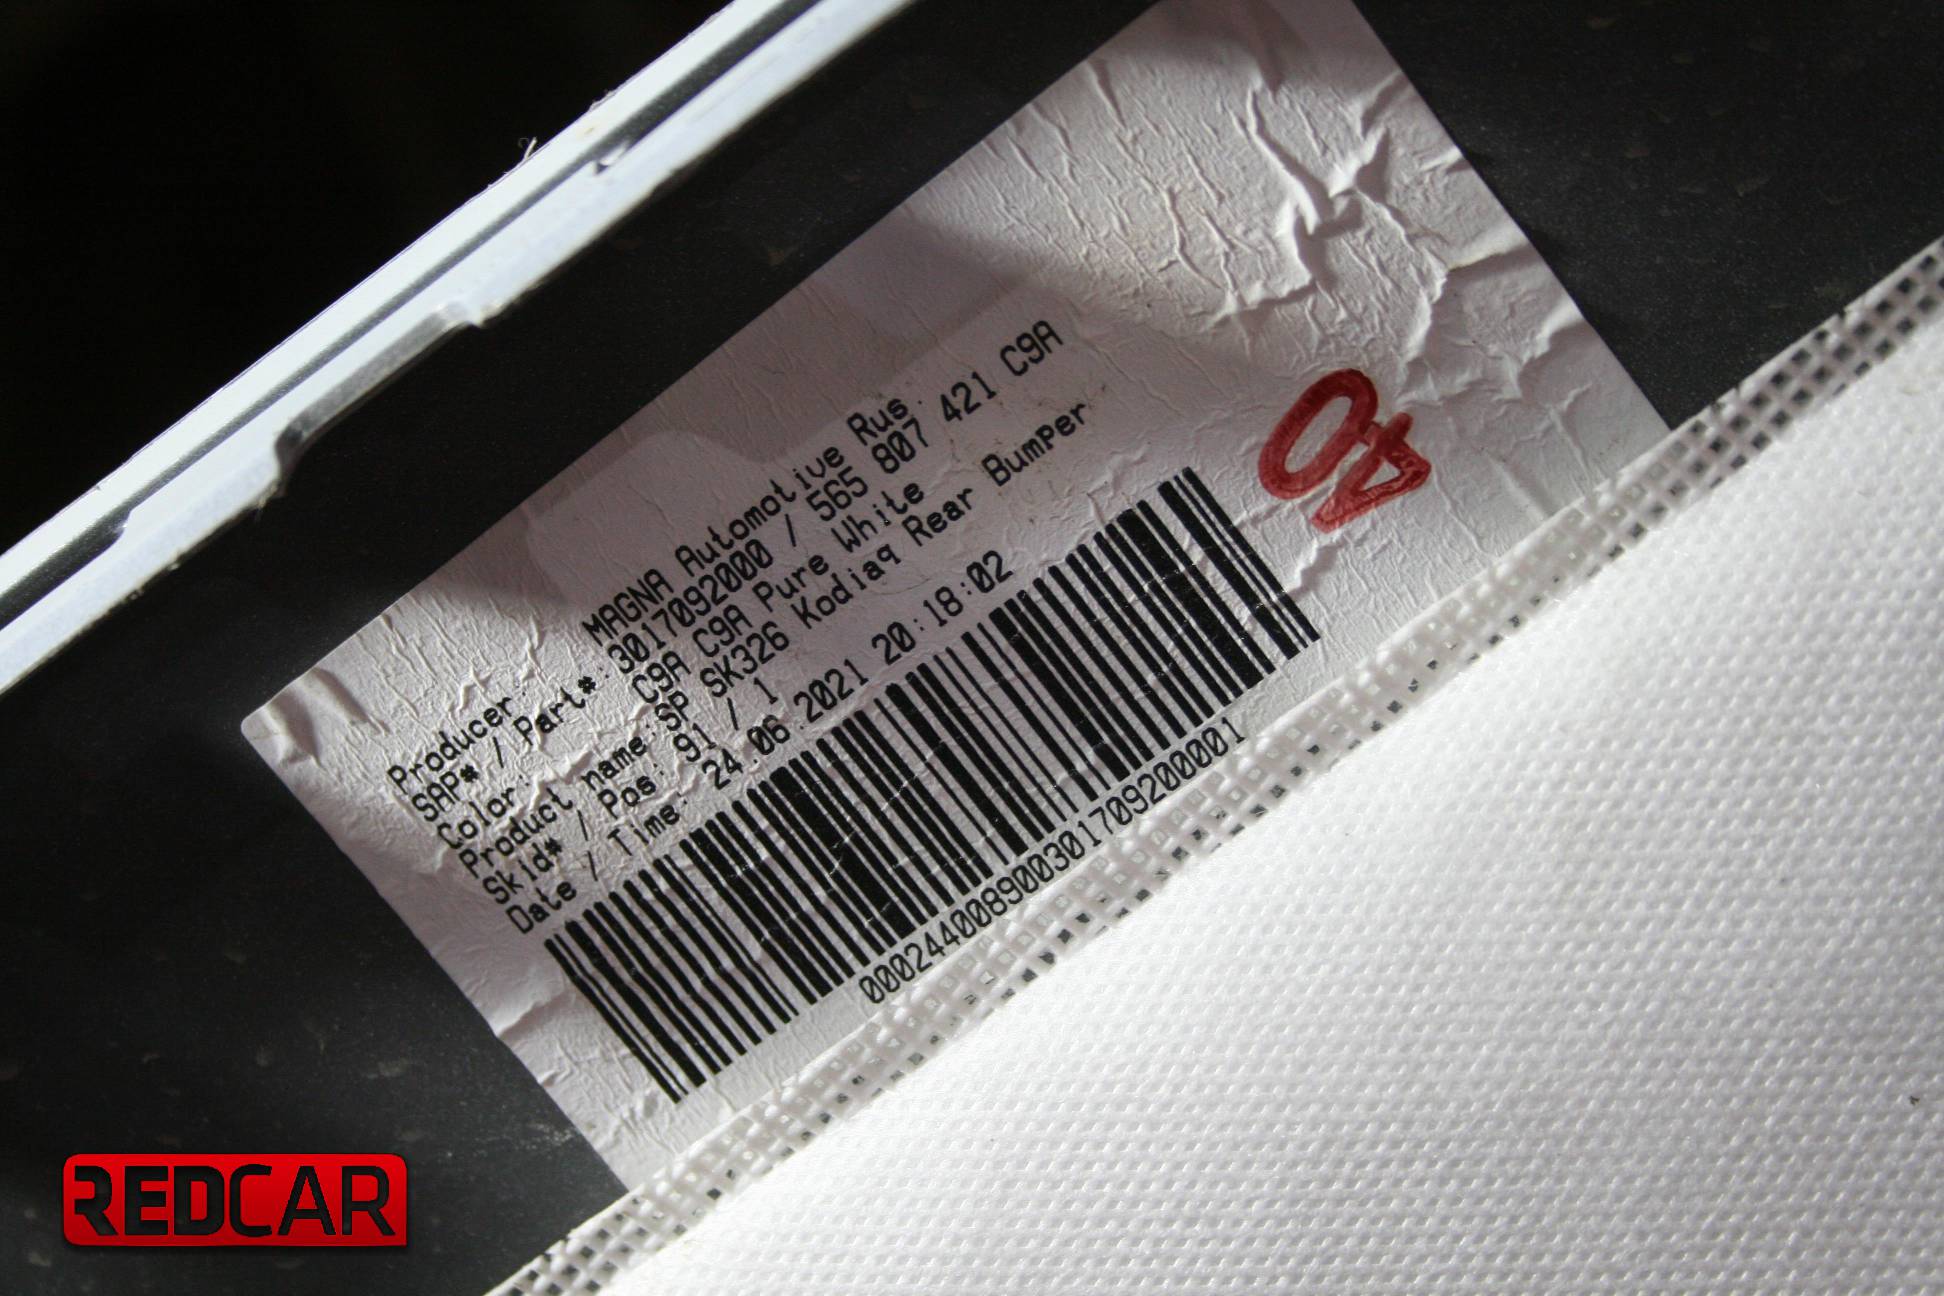 Producer: MAGNA Automotive Rus.
SAP# / Part#: 3017092000 / 565 807 421 C9A
Color: C9A C9A Pure White
Product name: SP SK326 Kodiaq Rear Bumper
Skid# / Pos: 91 / 1
Date / Time: 24.06.2021 20:18:02
000244008900301709200001
40
REDCAR